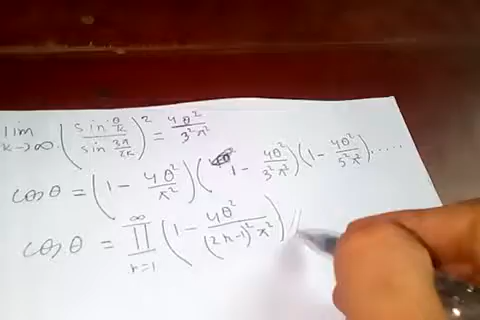 lim k→∞ (sin θ/k / sin 3π/2k)² = 4θ²/3²π²
cos θ = (1 - 4θ²/π²)(1 - 4θ²/3²π²)(1 - 4θ²/5²π²).....
cos θ = ∏ n=1 ∞ (1 - 4θ²/(2n-1)²π²)